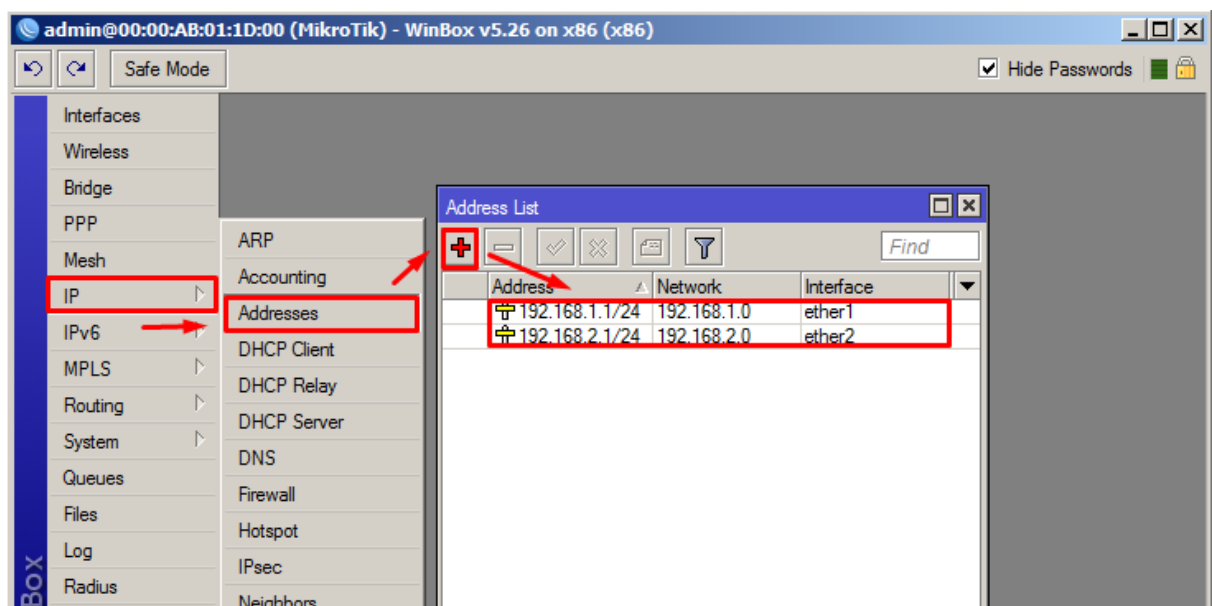 admin@00:00:AB:01:1D:00 (MikroTik) - WinBox v5.26 on x86 (x86)
Safe Mode
Hide Passwords
Interfaces
Wireless
Bridge
PPP
Mesh
IP
IPv6
MPLS
Routing
System
Queues
Files
Log
Radius
ARP
Accounting
Addresses
DHCP Client
DHCP Relay
DHCP Server
DNS
Firewall
Hotspot
IPsec
Neighbors
Address List
Find
Address Network Interface
192.168.1.1/24 192.168.1.0 ether1
192.168.2.1/24 192.168.2.0 ether2
Box